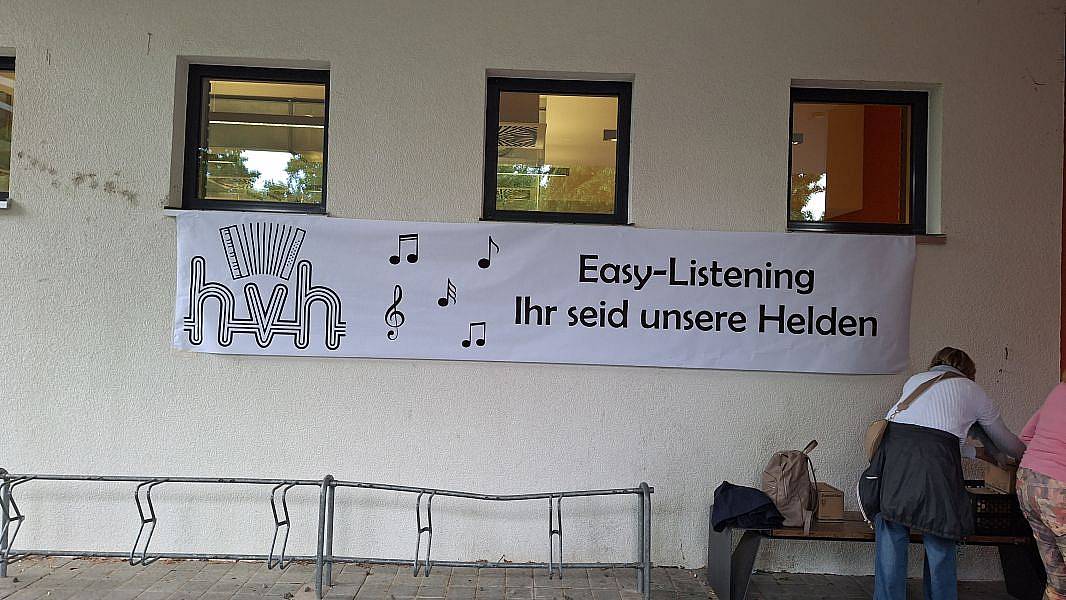 hvh
Easy-Listening
Ihr seid unsere Helden